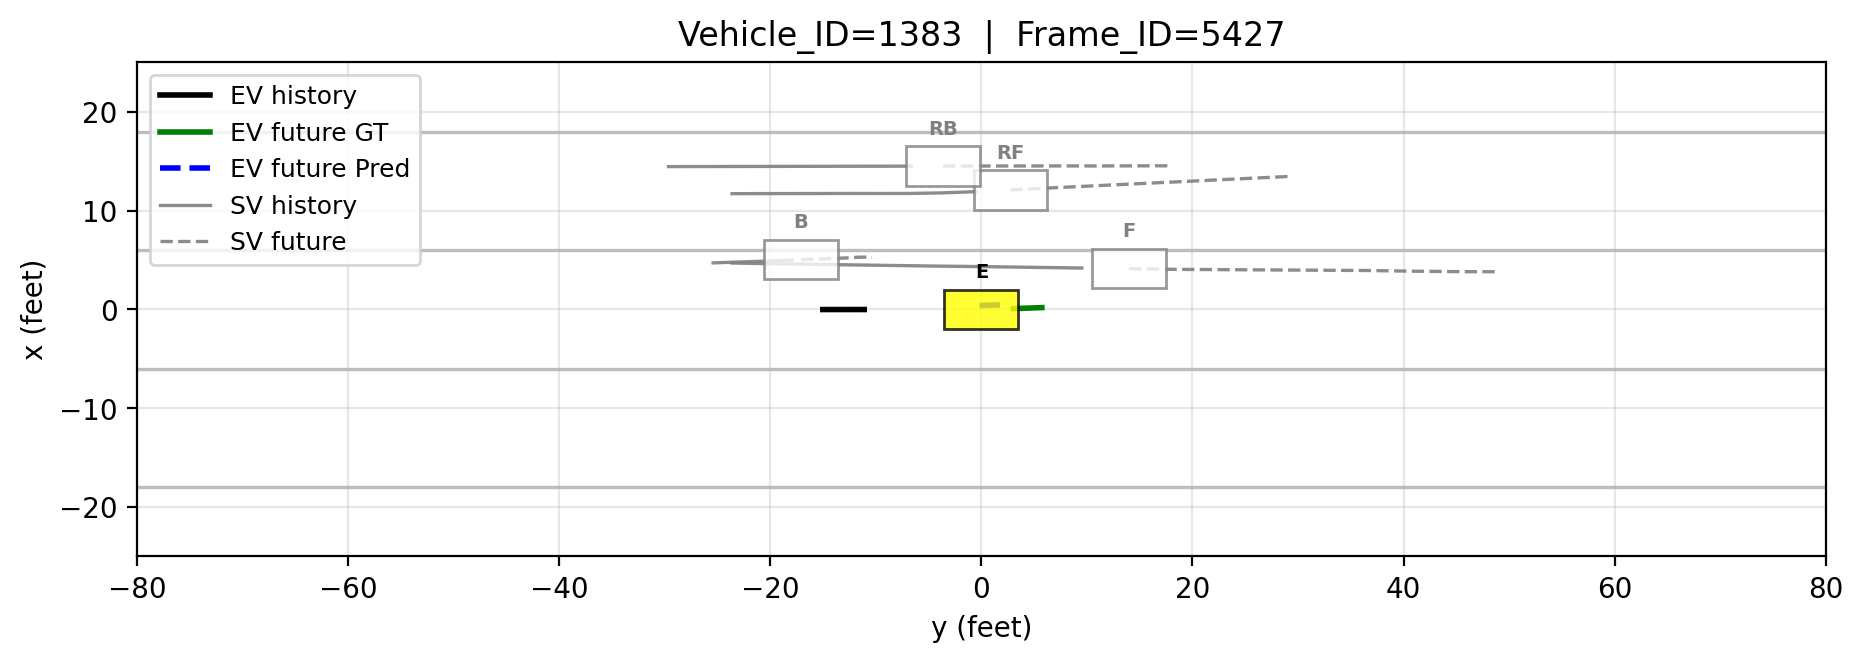 Vehicle_ID=1383 | Frame_ID=5427
EV history
EV future GT
EV future Pred
SV history
SV future
RB
RF
B
F
E
20
10
0
−10
−20
x (feet)
−80
−60
−40
−20
0
20
40
60
80
y (feet)